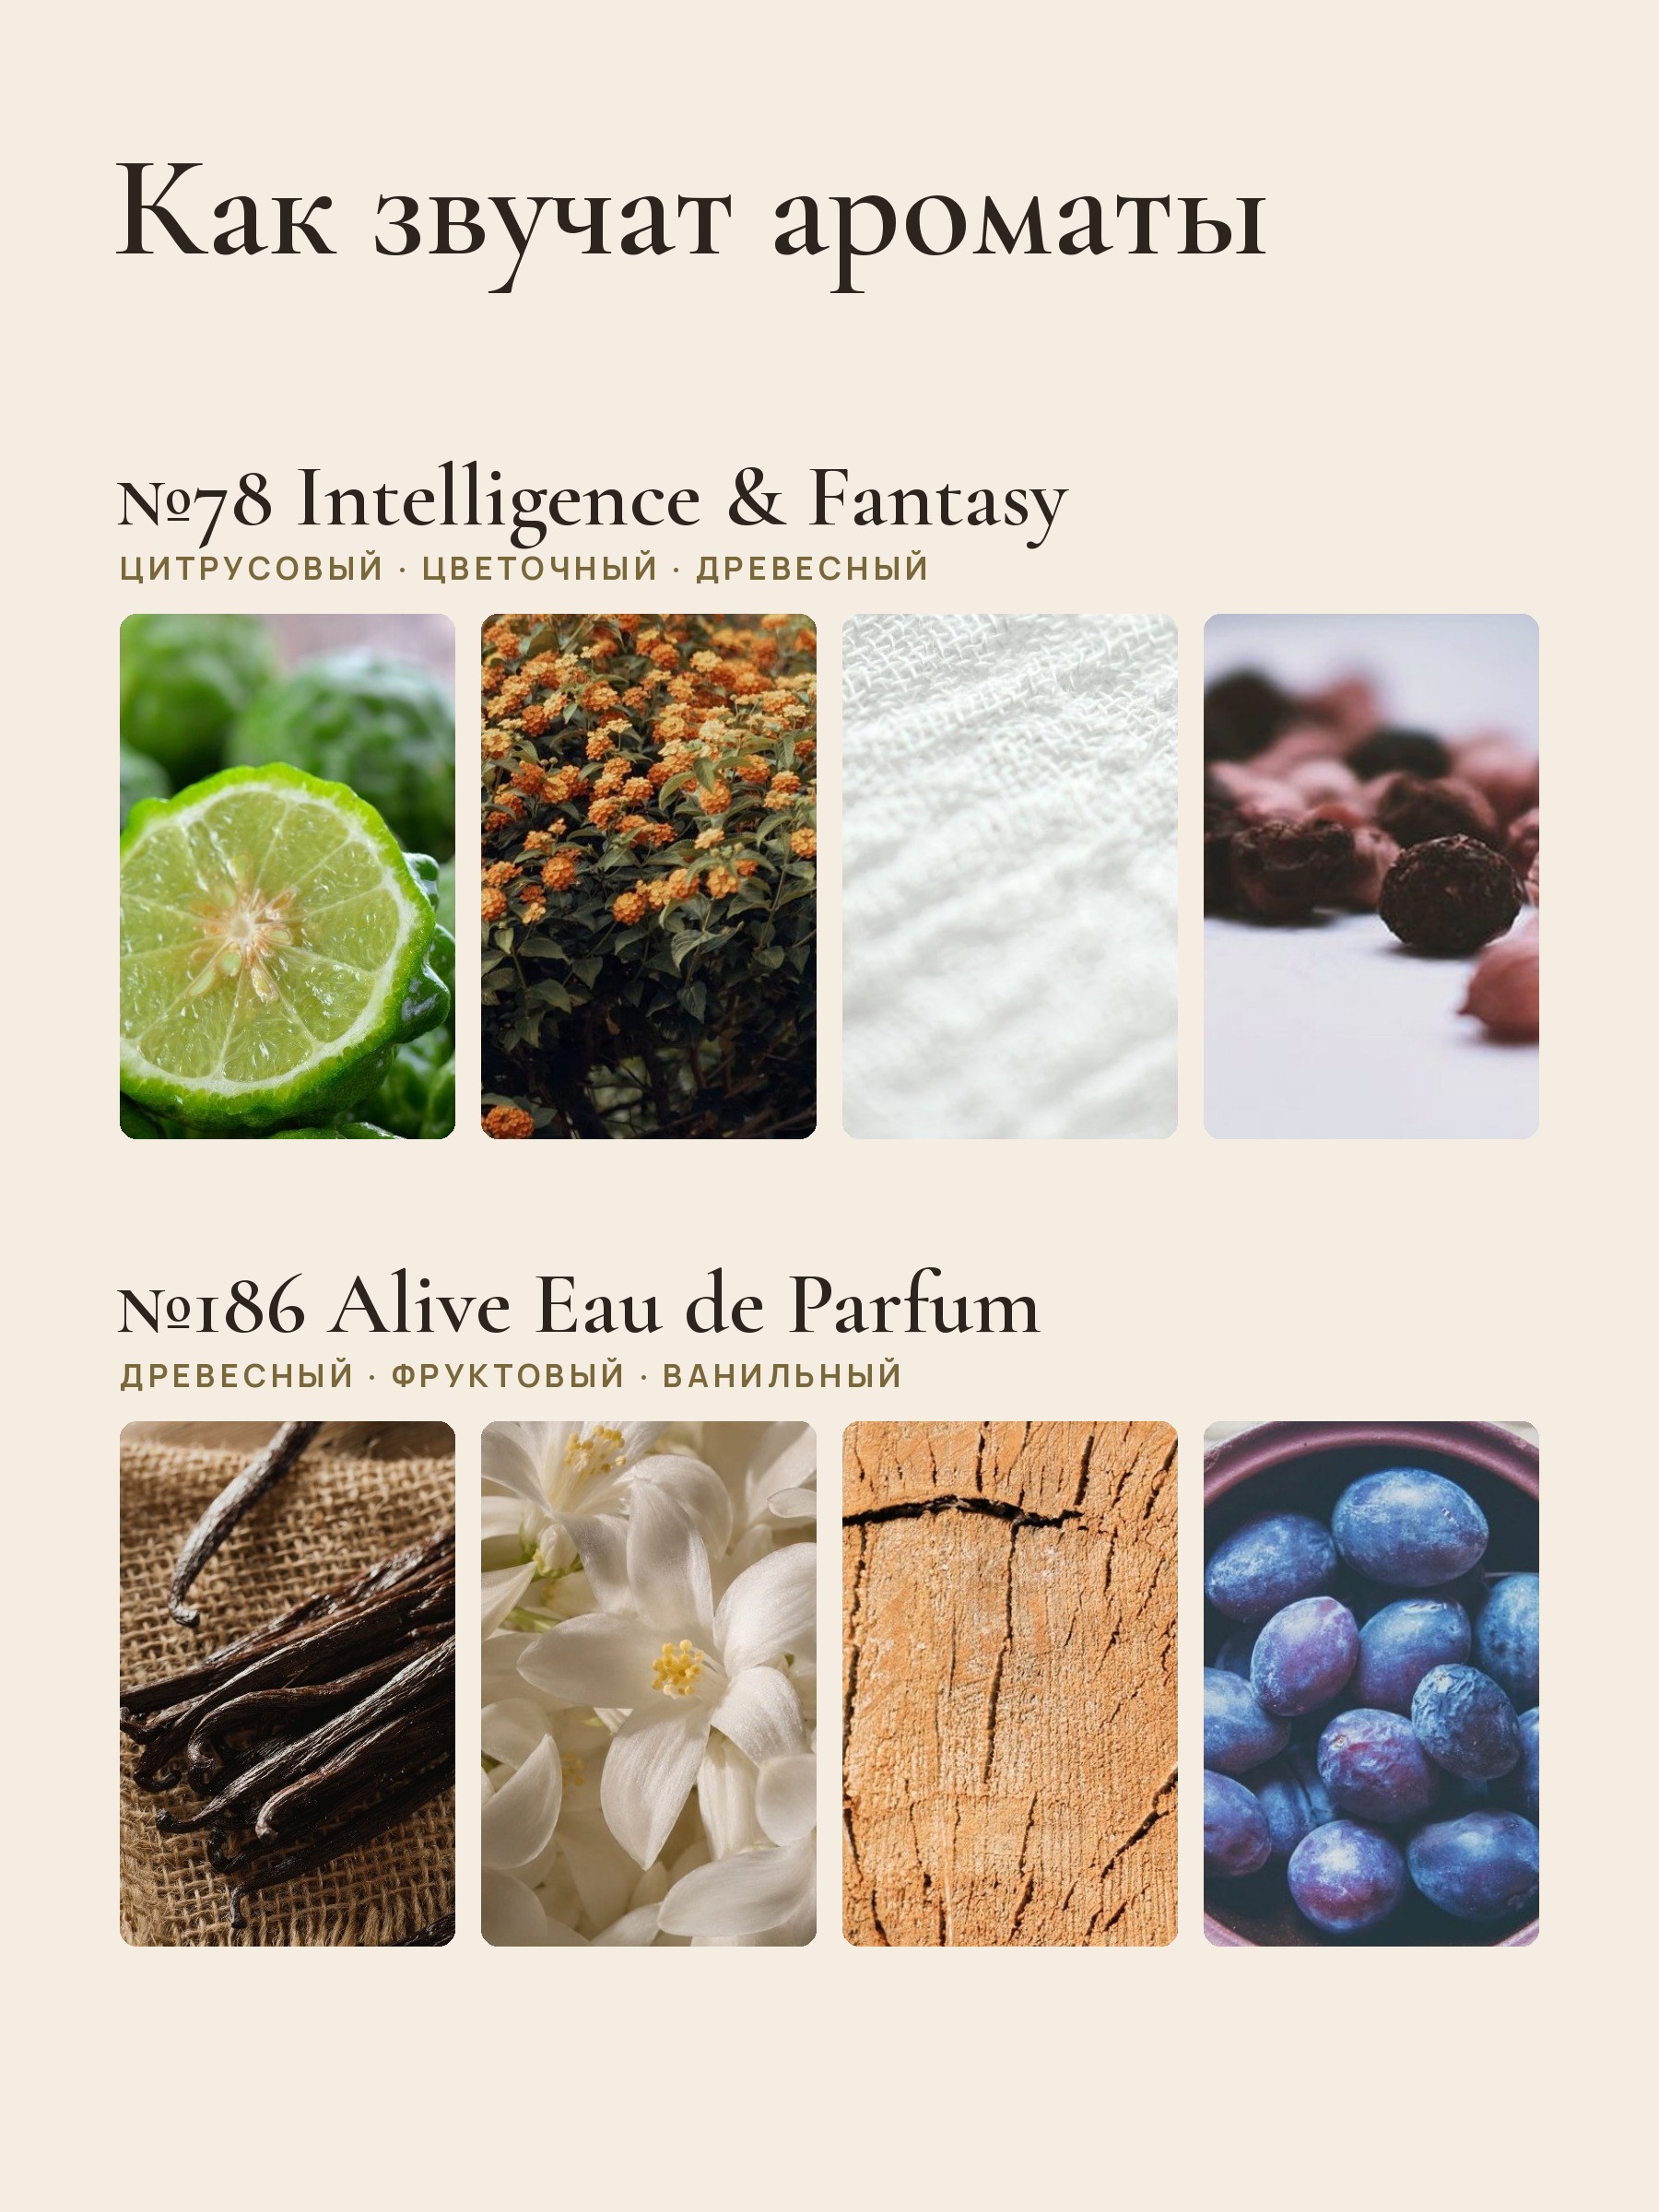 Как звучат ароматы
№78 Intelligence & Fantasy
ЦИТРУСОВЫЙ · ЦВЕТОЧНЫЙ · ДРЕВЕСНЫЙ
№186 Alive Eau de Parfum
ДРЕВЕСНЫЙ · ФРУКТОВЫЙ · ВАНИЛЬНЫЙ